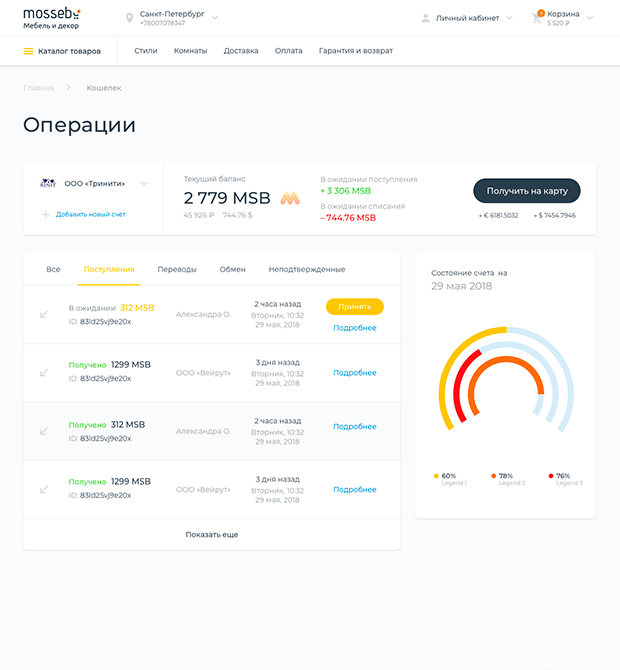 mosseby
Мебель и декор
Санкт-Петербург
+78007078347
Личный кабинет
8
Корзина
5 520 ₽
Каталог товаров
Стили
Комнаты
Доставка
Оплата
Гарантия и возврат
Главная
Кошелек
Операции
ООО «Тринити»
Добавить новый счёт
Текущий баланс
2 779 MSB
45 926 ₽ 744.76 $
В ожидании поступления
+ 3 306 MSB
В ожидании списания
– 744.76 MSB
Получить на карту
+ € 6181.5032 + $ 7454.7946
Все
Поступления
Переводы
Обмен
Неподтвержденные
В ожидании 312 MSB
ID: 83ld25vj9e20x
Александра О.
2 часа назад
Вторник, 10:32
29 мая, 2018
Принять
Подробнее
Получено 1299 MSB
ID: 83ld25vj9e20x
ООО «Вейрут»
3 дня назад
Вторник, 10:32
29 мая, 2018
Подробнее
Получено 312 MSB
ID: 83ld25vj9e20x
Александра О.
2 часа назад
Вторник, 10:32
29 мая, 2018
Подробнее
Получено 1299 MSB
ID: 83ld25vj9e20x
ООО «Вейрут»
3 дня назад
Вторник, 10:32
29 мая, 2018
Подробнее
Показать еще
Состояние счета на
29 мая 2018
60%
Legend 1
78%
Legend 2
76%
Legend 3